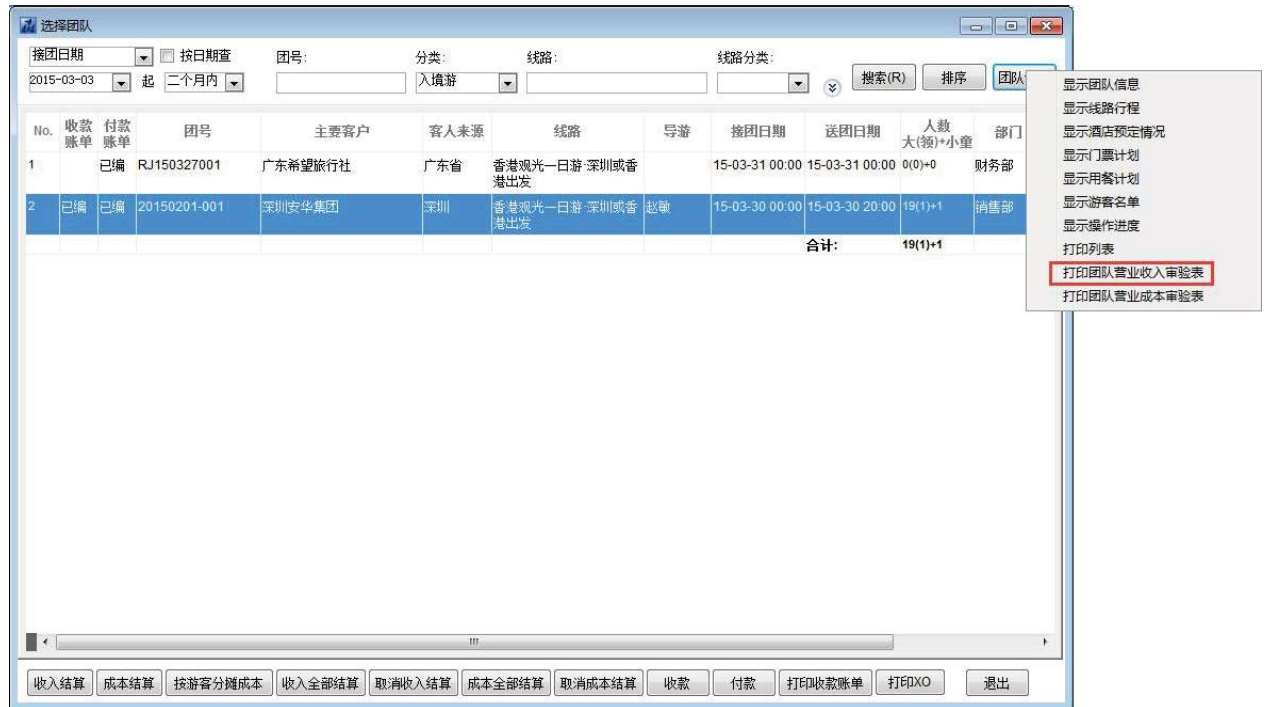 选择团队
接团日期 按日期查 团号: 分类: 线路: 线路分类:
2015-03-03 起 二个月内 入境游 搜索(R) 排序 团队
No. 收款账单 付款账单 团号 主要客户 客人来源 线路 导游 接团日期 送团日期 人数 大(领)+小童 部门
1 已编 RJ150327001 广东希望旅行社 广东省 香港观光一日游·深圳或香港出发 15-03-31 00:00 15-03-31 00:00 0(0)+0 财务部
2 已编 已编 20150201-001 深圳安华集团 深圳 香港观光一日游·深圳或香港出发 赵敏 15-03-30 00:00 15-03-30 20:00 19(1)+1 销售部
合计: 19(1)+1
显示团队信息
显示线路行程
显示酒店预定情况
显示门票计划
显示用餐计划
显示游客名单
显示操作进度
打印列表
打印团队营业收入审验表
打印团队营业成本审验表
收入结算 成本结算 按游客分摊成本 收入全部结算 取消收入结算 成本全部结算 取消成本结算 收款 付款 打印收款账单 打印XO 退出